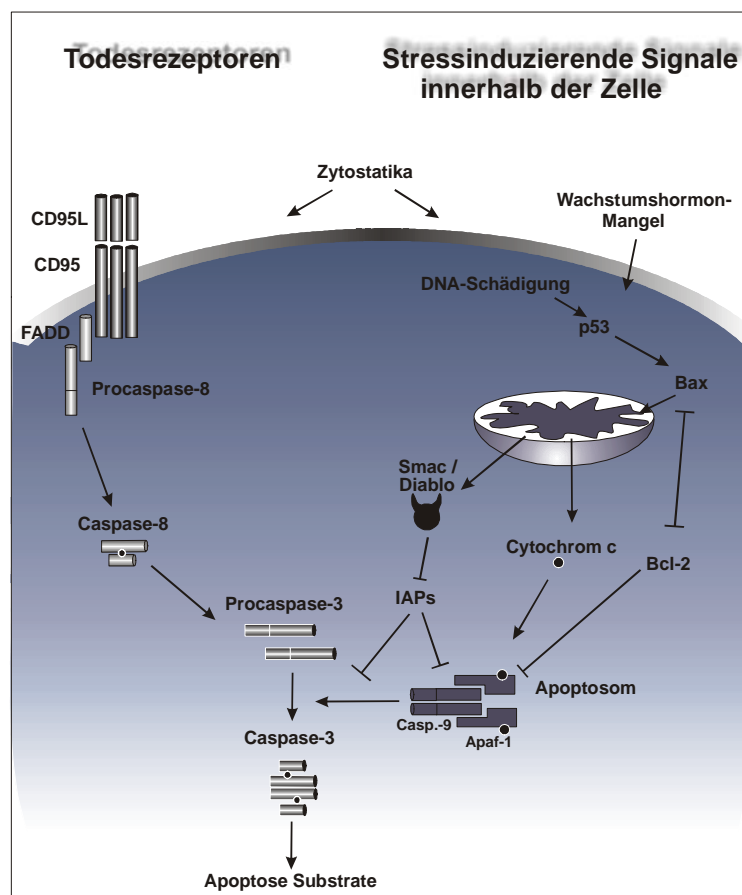 Todesrezeptoren
Stressinduzierende Signale
innerhalb der Zelle
Zytostatika
Wachstumshormon-
Mangel
CD95L
CD95
DNA-Schädigung
p53
FADD
Procaspase-8
Bax
Smac /
Diablo
Caspase-8
Cytochrom c
Bcl-2
IAPs
Procaspase-3
Apoptosom
Casp.-9
Apaf-1
Caspase-3
Apoptose Substrate